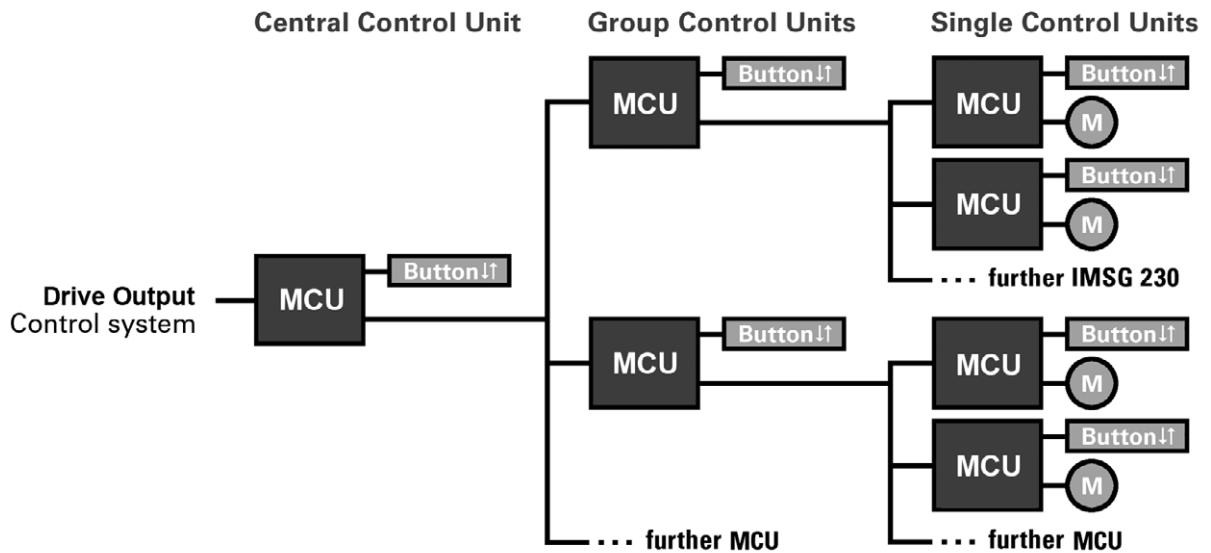 Central Control Unit
Group Control Units
Single Control Units
MCU
Button↓↑
MCU
Button↓↑
M
MCU
Button↓↑
M
···· further IMSG 230
Drive Output
Control system
MCU
Button↓↑
MCU
Button↓↑
MCU
Button↓↑
M
MCU
Button↓↑
M
···· further MCU
···· further MCU